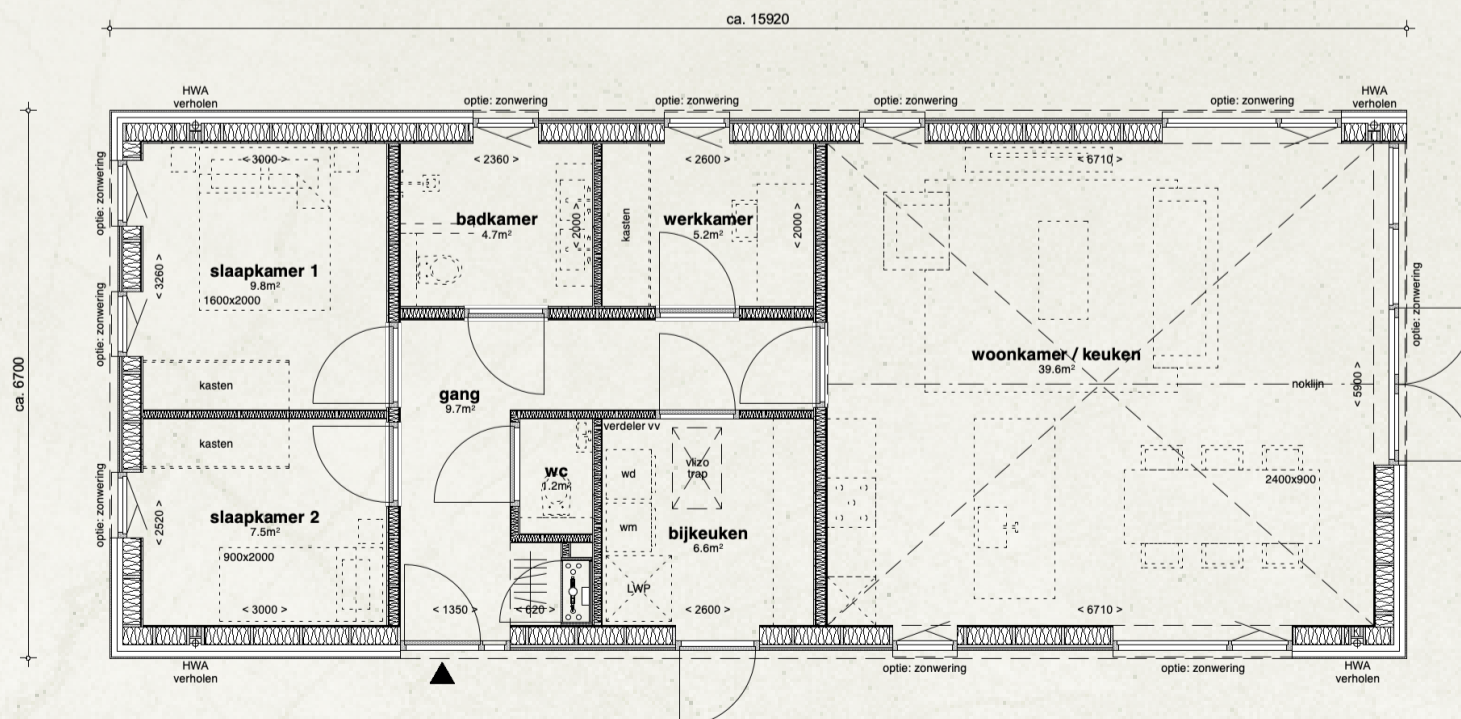 ca. 15920
HWA
verholen
optie: zonwering
optie: zonwering
optie: zonwering
optie: zonwering
HWA
verholen
< 3000 >
< 2360 >
< 2600 >
< 6710 >
optie: zonwering
badkamer
4.7m²
< 2000 >
kasten
werkkamer
5.2m²
< 2000 >
slaapkamer 1
9.8m²
1600x2000
< 3260 >
optie: zonwering
optie: zonwering
ca. 6700
woonkamer / keuken
39.6m²
noklijn
< 5900 >
kasten
gang
9.7m²
kasten
verdeler vv
vlizo
trap
wc
1.2m²
wd
wm
optie: zonwering
< 2520 >
slaapkamer 2
7.5m²
900x2000
bijkeuken
6.6m²
LWP
2400x900
< 3000 >
< 1350 >
< 620 >
< 2600 >
< 6710 >
HWA
verholen
optie: zonwering
optie: zonwering
HWA
verholen